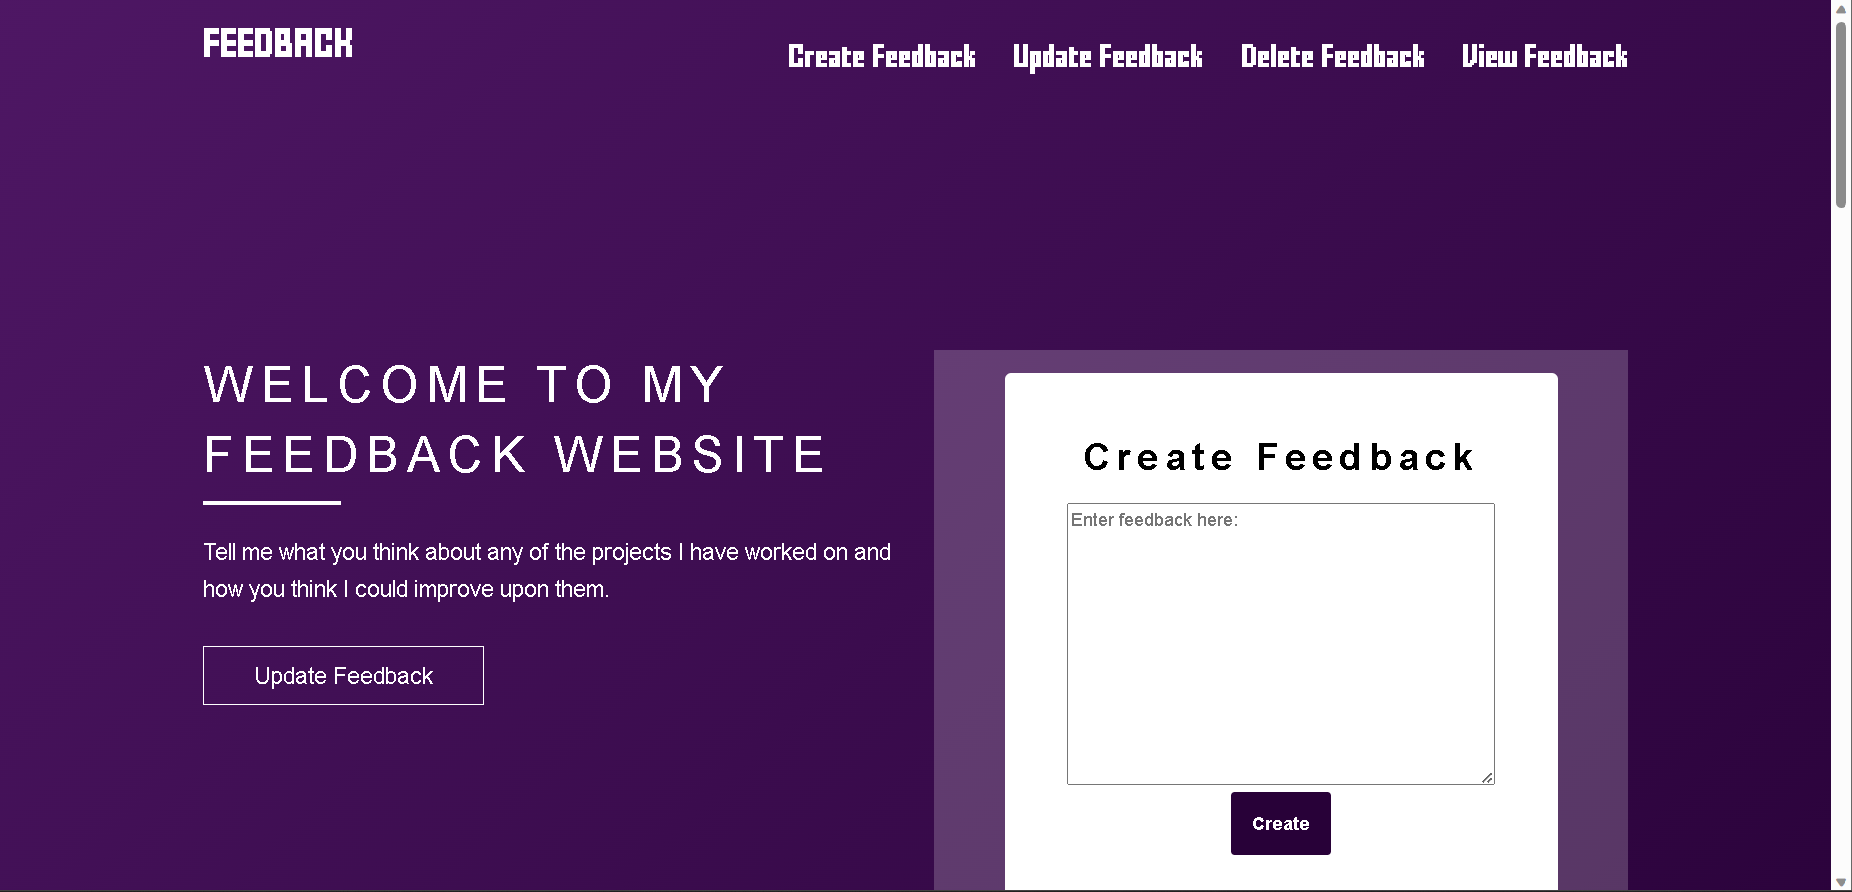 FEEDBACK
Create Feedback Update Feedback Delete Feedback View Feedback
WELCOME TO MY
FEEDBACK WEBSITE
Tell me what you think about any of the projects I have worked on and
how you think I could improve upon them.
Update Feedback
Create Feedback
Enter feedback here:
Create